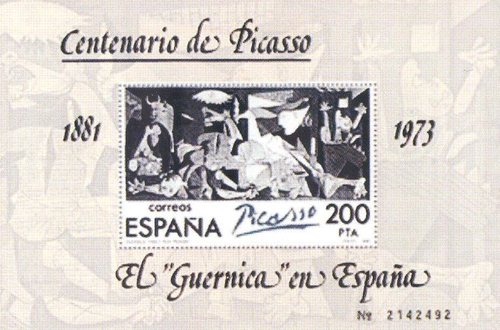 Centenario de Picasso
1881
1973
correos
ESPAÑA
Picasso
200
PTA
El "Guernica" en España
№ 2142492